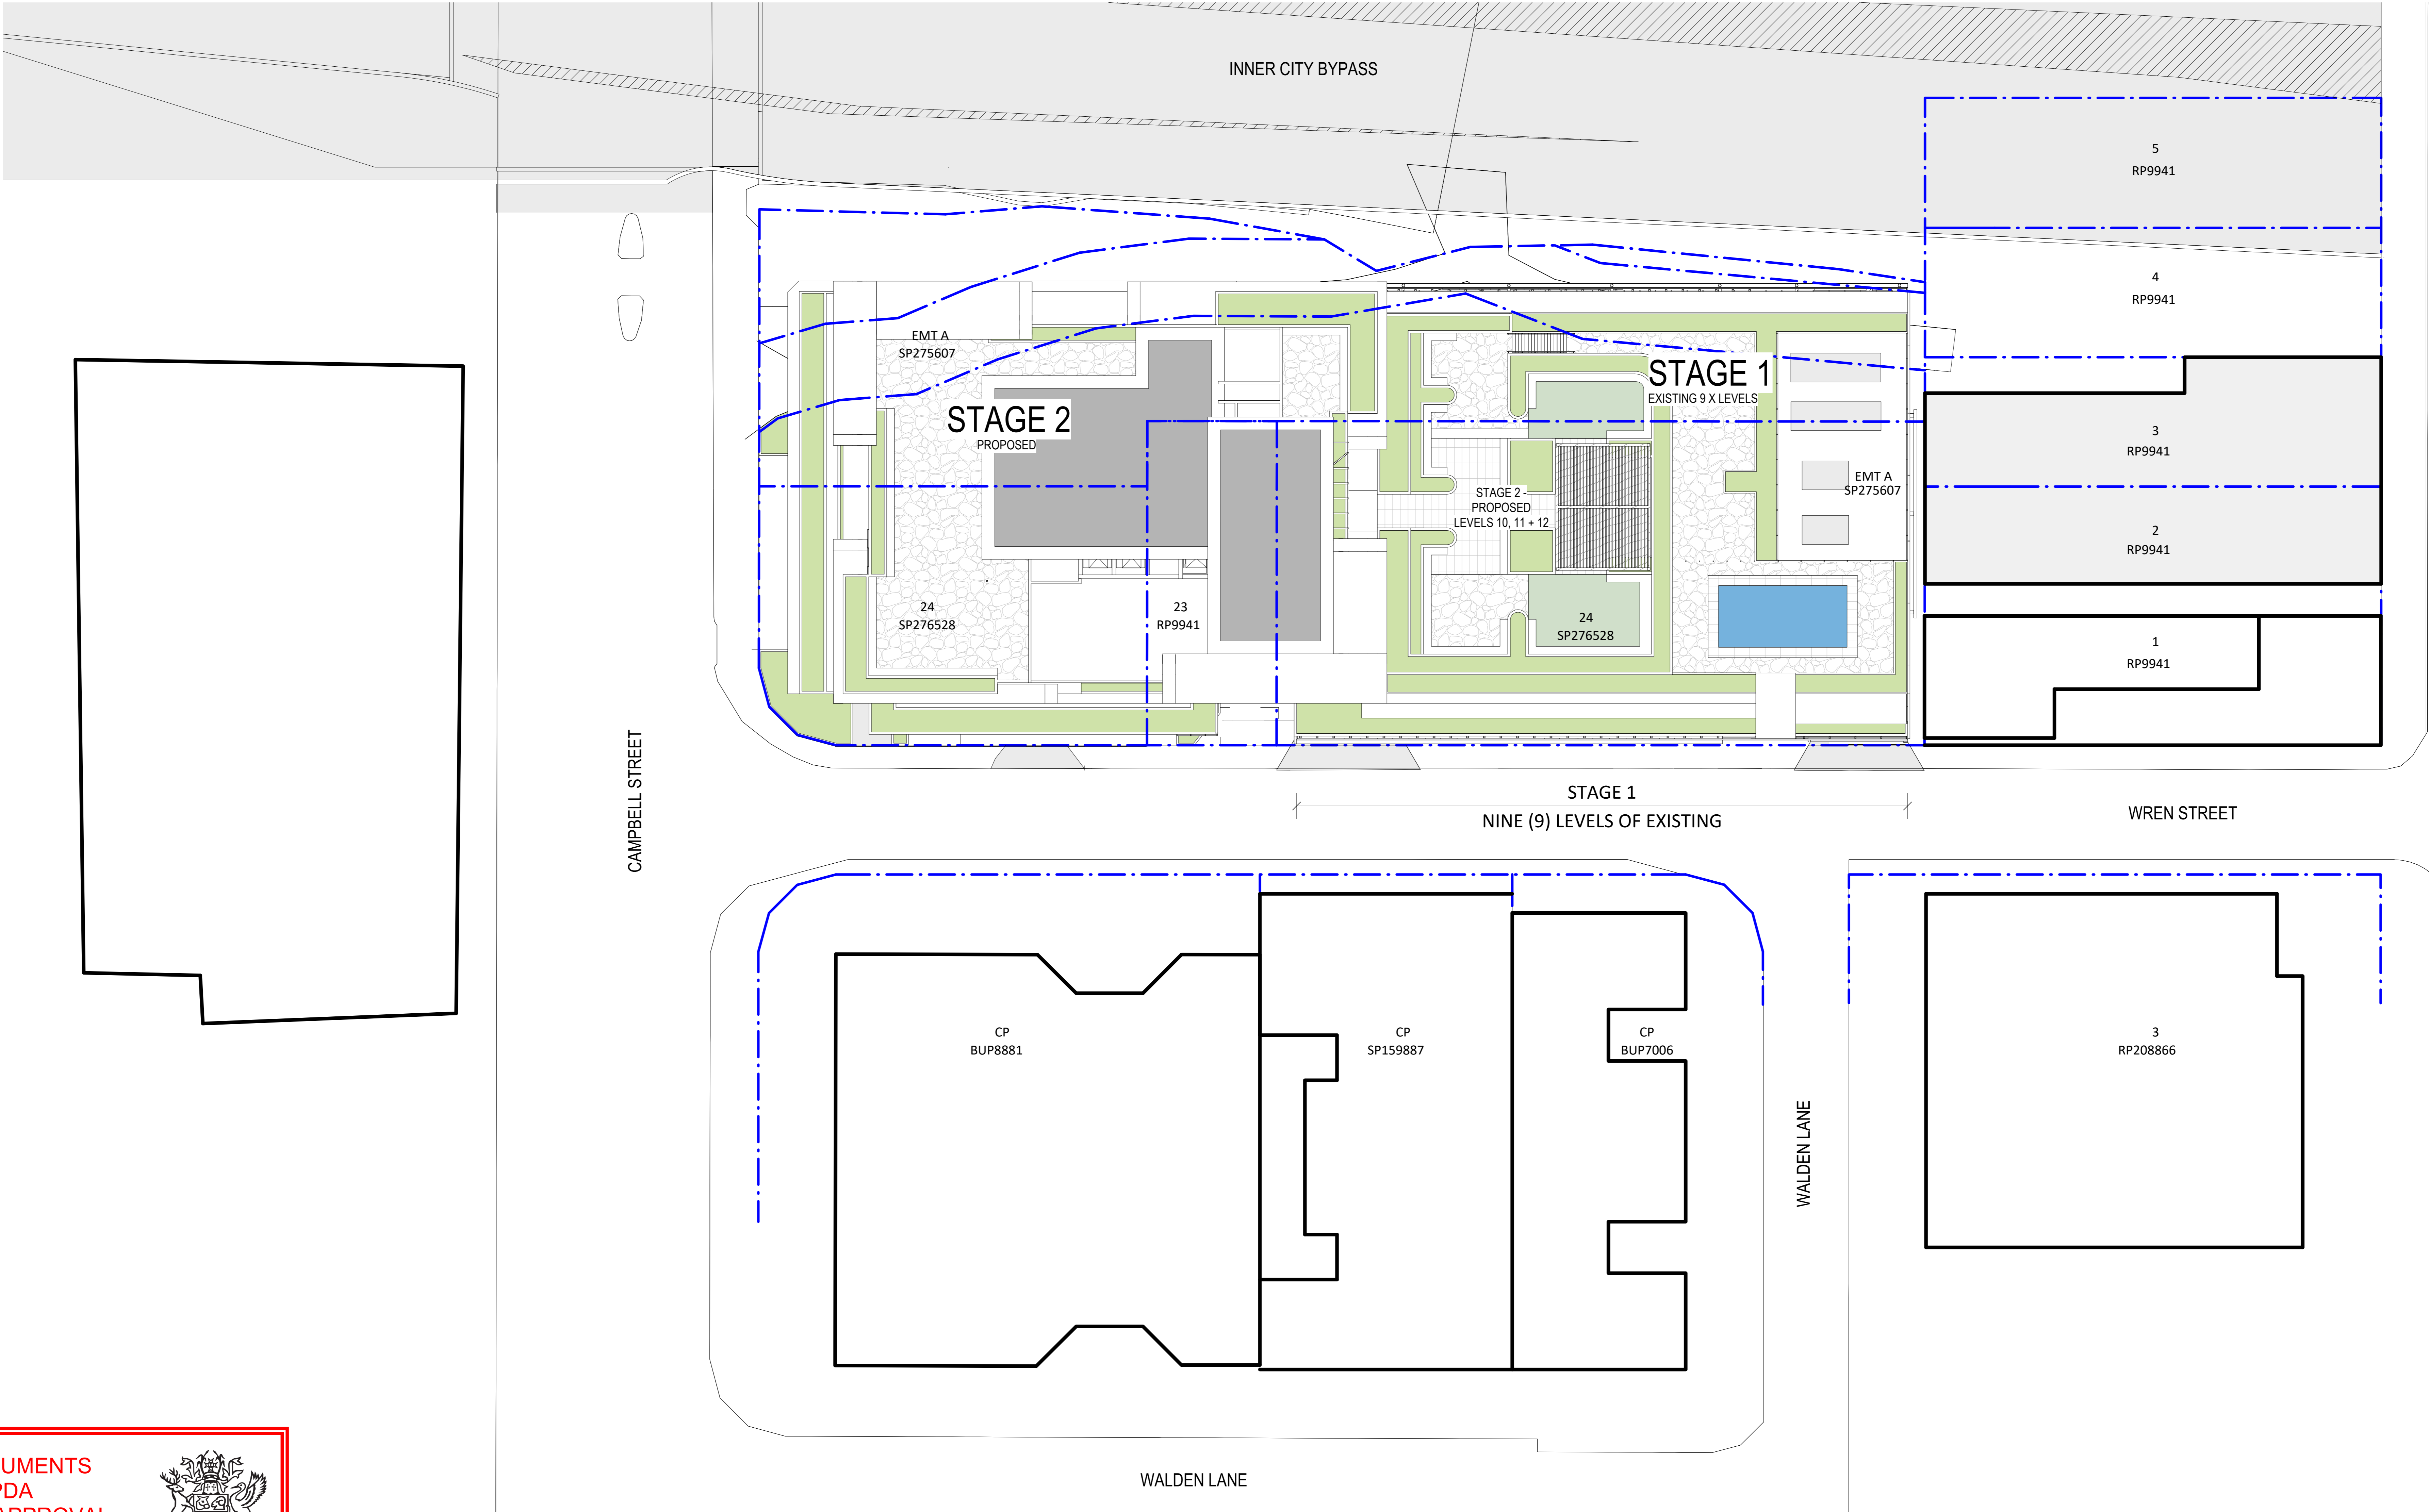 INNER CITY BYPASS
5
RP9941
4
RP9941
EMT A
SP275607
STAGE 2
PROPOSED
STAGE 1
EXISTING 9 X LEVELS
3
RP9941
EMT A
SP275607
STAGE 2 -
PROPOSED
LEVELS 10, 11 + 12
2
RP9941
24
SP276528
23
RP9941
24
SP276528
1
RP9941
CAMPBELL STREET
STAGE 1
NINE (9) LEVELS OF EXISTING
WREN STREET
CP
BUP8881
CP
SP159887
CP
BUP7006
3
RP208866
WALDEN LANE
WALDEN LANE
UMENTS
PDA
APPROVAL